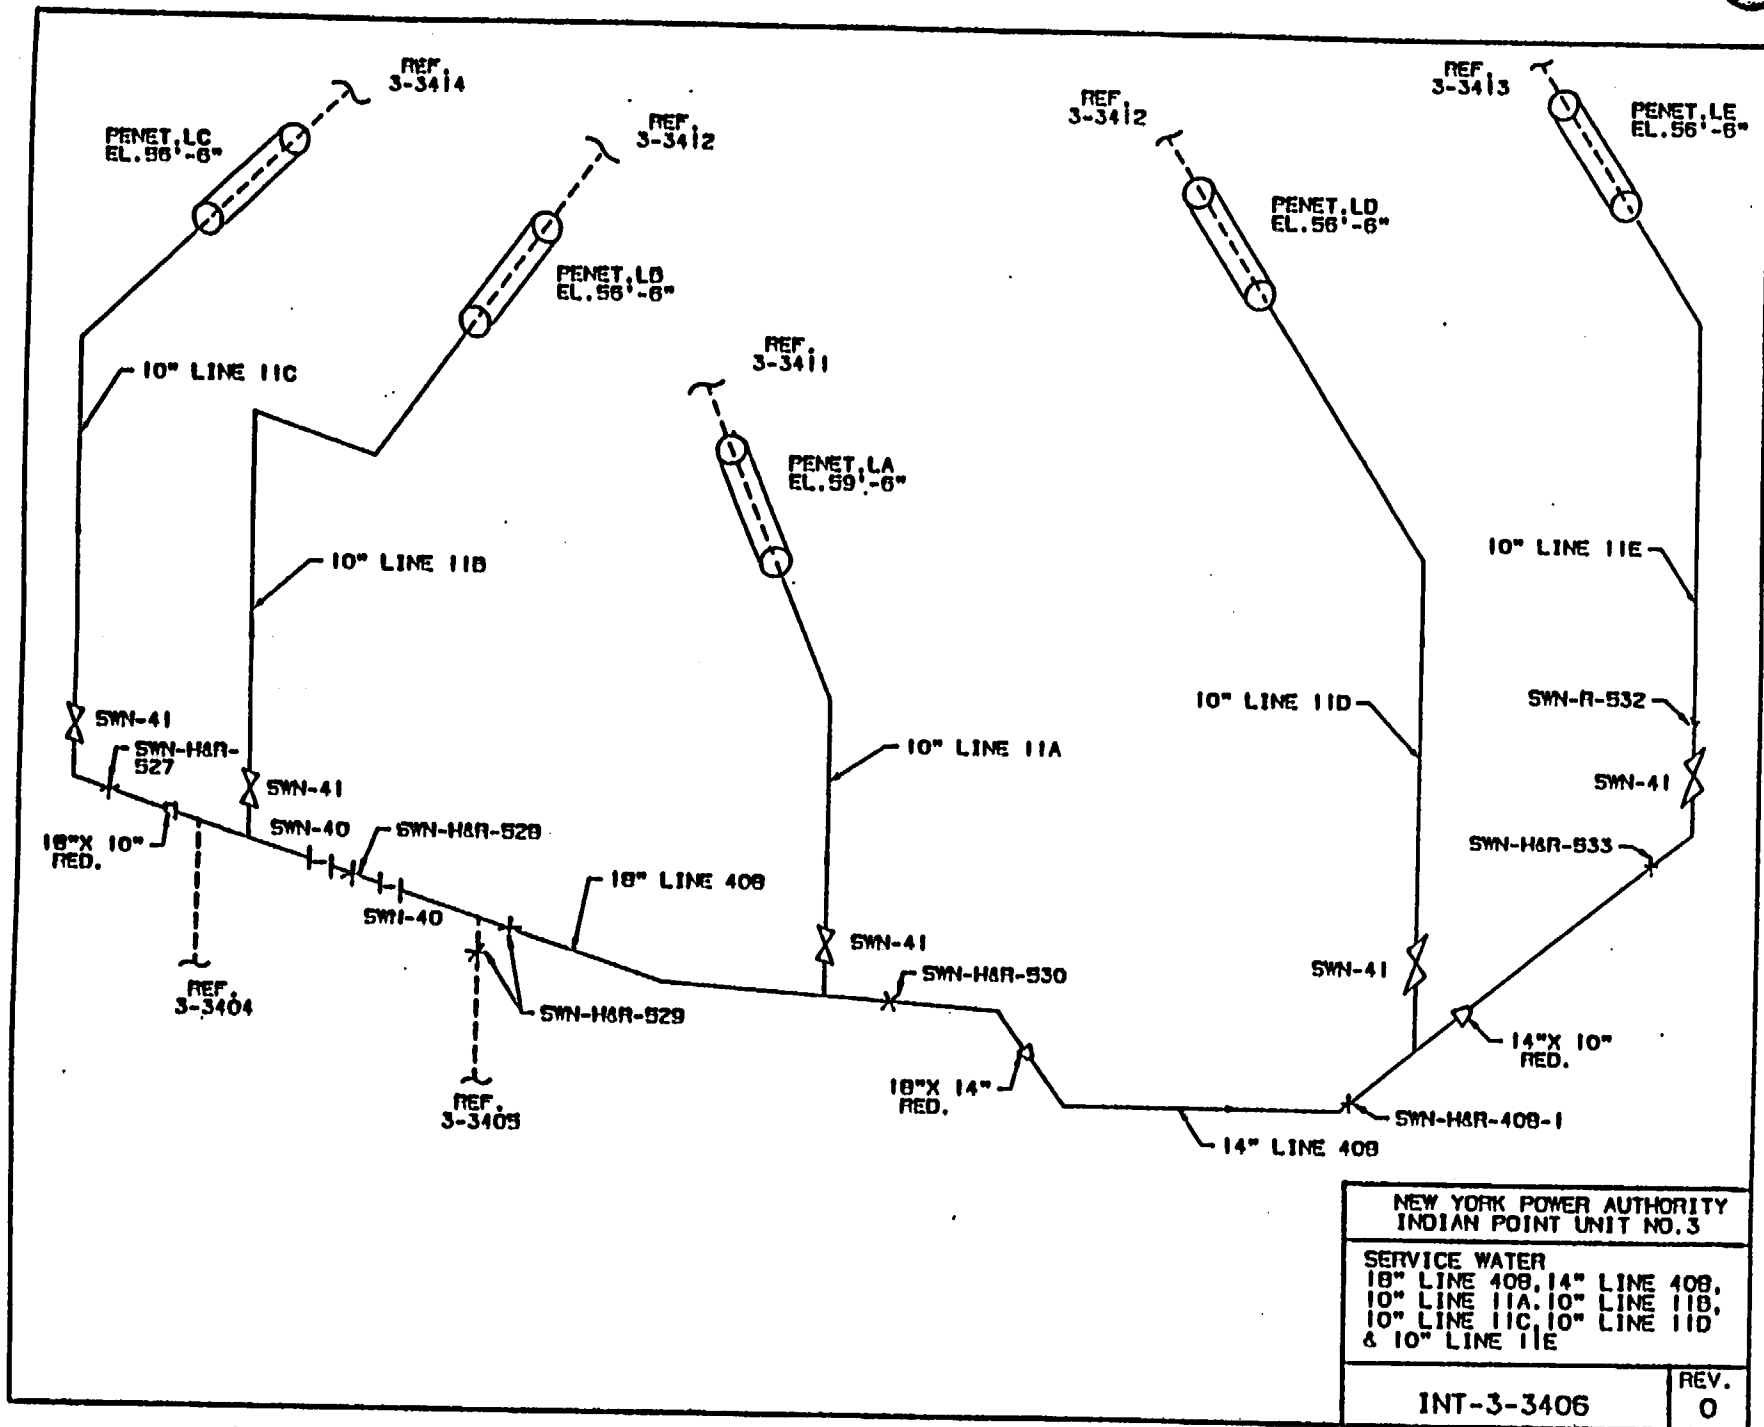 REF.
3-3414
PENET.LC
EL.56'-6"
REF.
3-3412
PENET.LB
EL.56'-6"
REF.
3-3411
PENET.LA
EL.59'-6"
REF.
3-3412
PENET.LD
EL.56'-6"
REF.
3-3413
PENET.LE
EL.56'-6"
10" LINE 11C
10" LINE 11B
10" LINE 11A
10" LINE 11D
10" LINE 11E
SWN-41
SWN-H&R-
527
18"X 10"
RED.
SWN-41
SWN-40
SWN-H&R-528
SWN-40
18" LINE 408
REF.
3-3404
SWN-H&R-529
REF.
3-3405
SWN-41
SWN-H&R-530
18"X 14"
RED.
14" LINE 408
SWN-41
SWN-R-532
SWN-41
SWN-H&R-533
14"X 10"
RED.
SWN-H&R-408-1
NEW YORK POWER AUTHORITY
INDIAN POINT UNIT NO.3
SERVICE WATER
18" LINE 408,14" LINE 408,
10" LINE 11A.10" LINE 11B,
10" LINE 11C,10" LINE 11D
& 10" LINE 11E
INT-3-3406
REV.
0